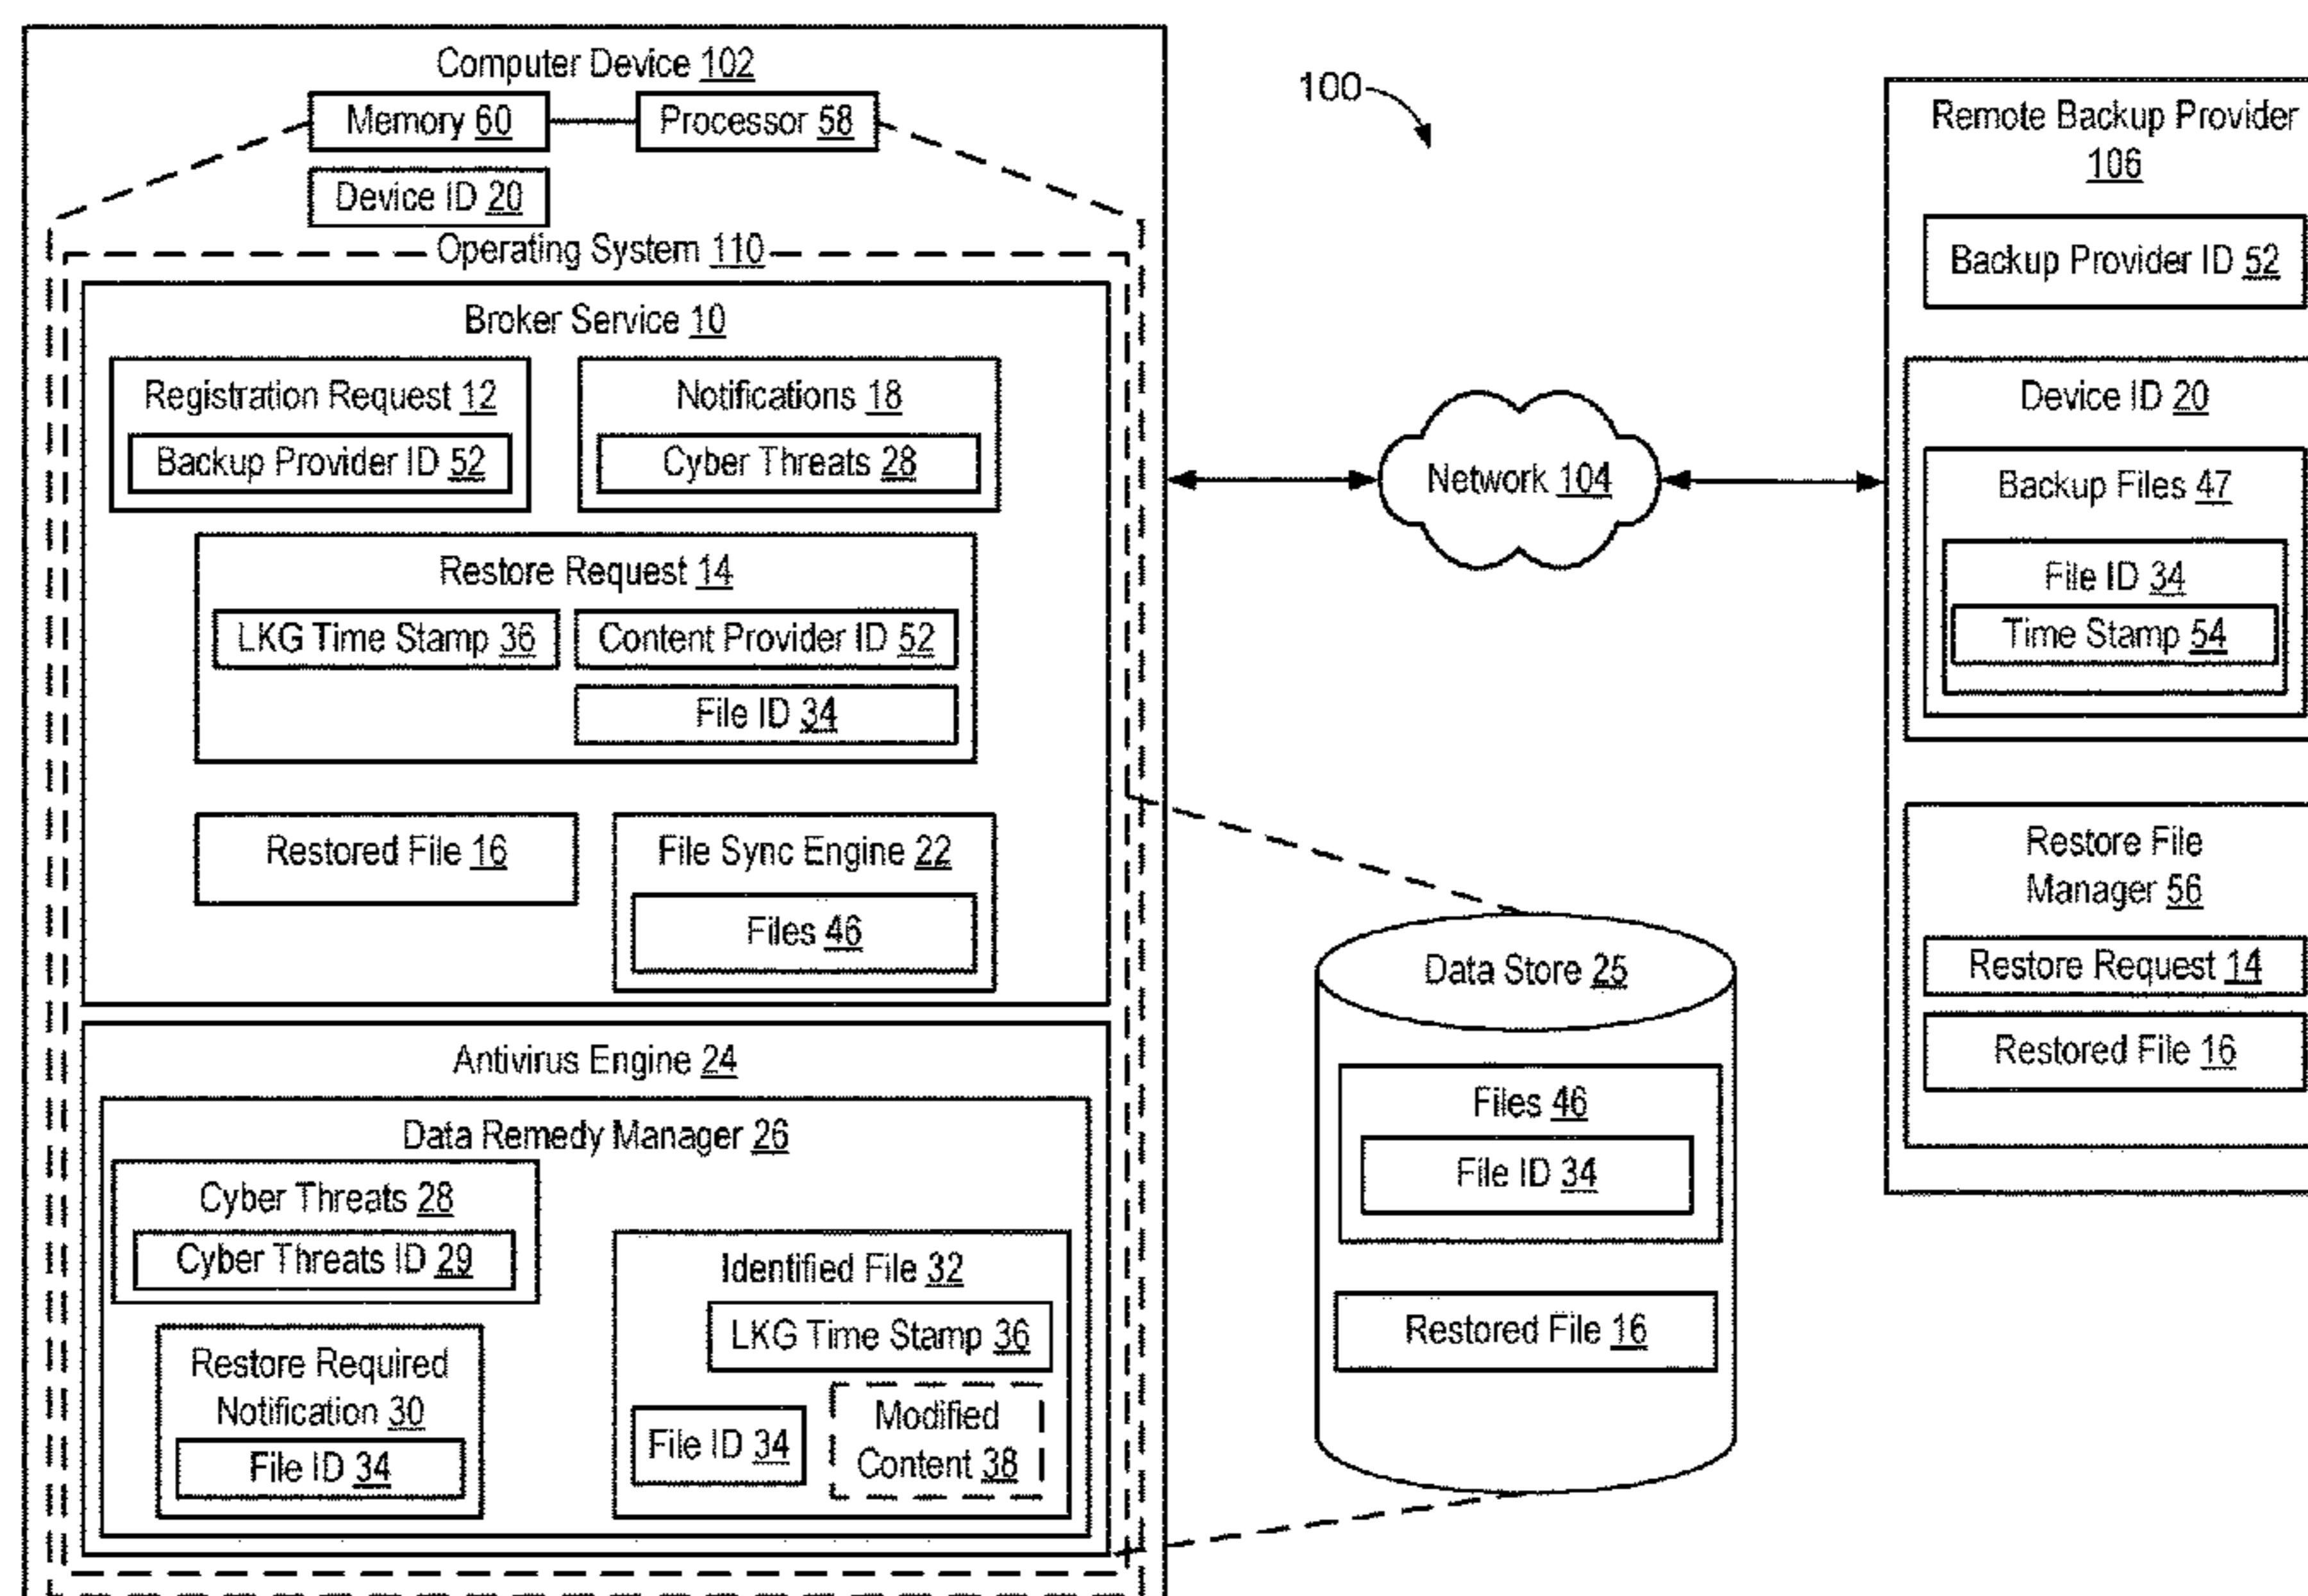 Computer Device 102
Memory 60
Processor 58
Device ID 20
Operating System 110
Broker Service 10
Registration Request 12
Backup Provider ID 52
Notifications 18
Cyber Threats 28
Restore Request 14
LKG Time Stamp 36
Content Provider ID 52
File ID 34
Restored File 16
File Sync Engine 22
Files 46
Antivirus Engine 24
Data Remedy Manager 26
Cyber Threats 28
Cyber Threats ID 29
Restore Required
Notification 30
File ID 34
Identified File 32
LKG Time Stamp 36
File ID 34
Modified
Content 38
100
Network 104
Data Store 25
Files 46
File ID 34
Restored File 16
Remote Backup Provider
106
Backup Provider ID 52
Device ID 20
Backup Files 47
File ID 34
Time Stamp 54
Restore File
Manager 56
Restore Request 14
Restored File 16